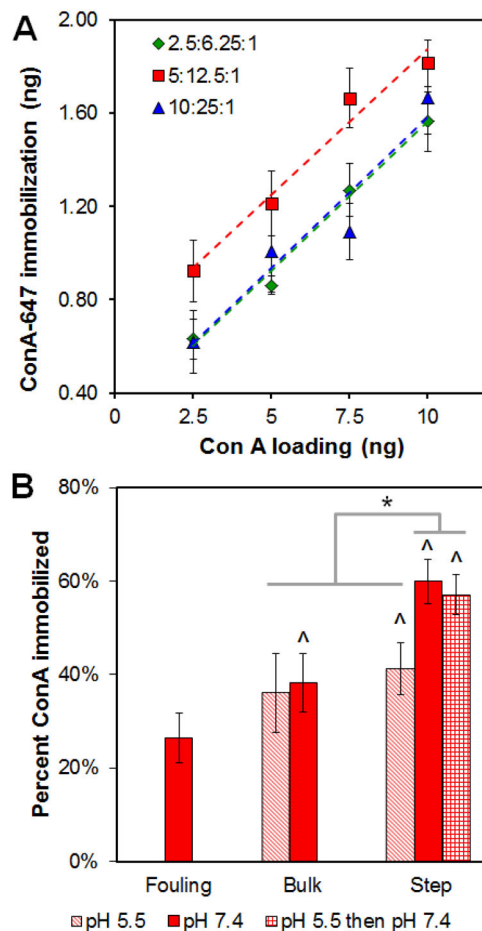 A
2.00
2.5:6.25:1
5:12.5:1
10:25:1
1.60
1.20
0.80
0.40
ConA-647 immobilization (ng)
0 2.5 5 7.5 10
Con A loading (ng)
B
80%
60%
40%
20%
0%
Percent ConA immobilized
*
^ ^ ^ ^
Fouling Bulk Step
pH 5.5 pH 7.4 pH 5.5 then pH 7.4